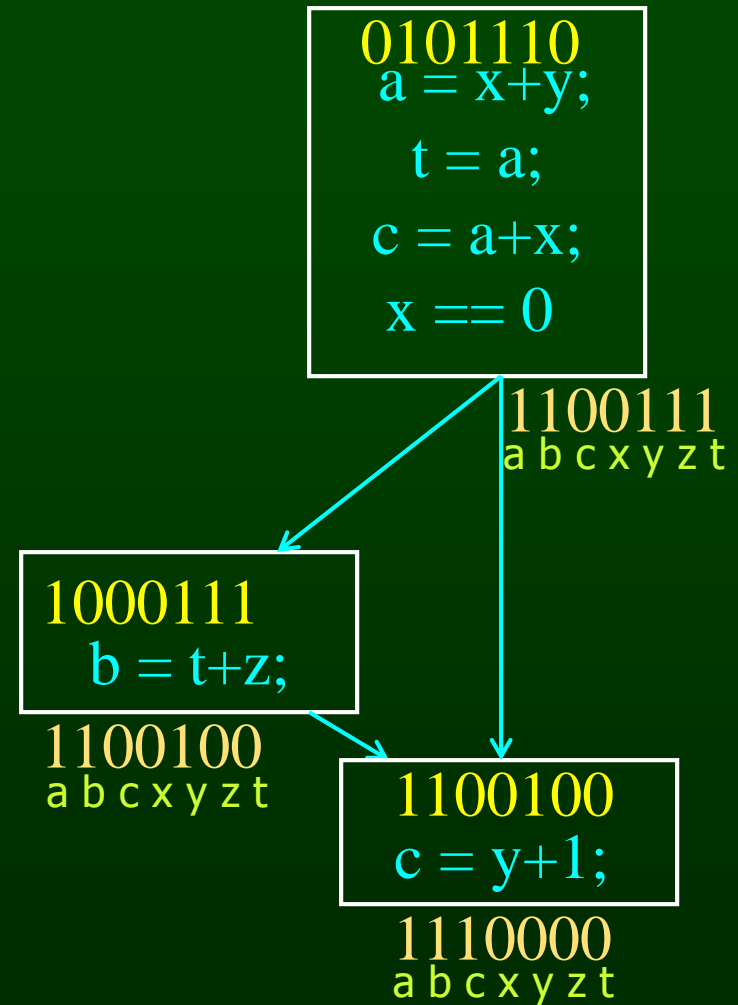 0101110
a = x+y;
t = a;
c = a+x;
x == 0
1100111
a b c x y z t
1000111
b = t+z;
1100100
a b c x y z t
1100100
c = y+1;
1110000
a b c x y z t